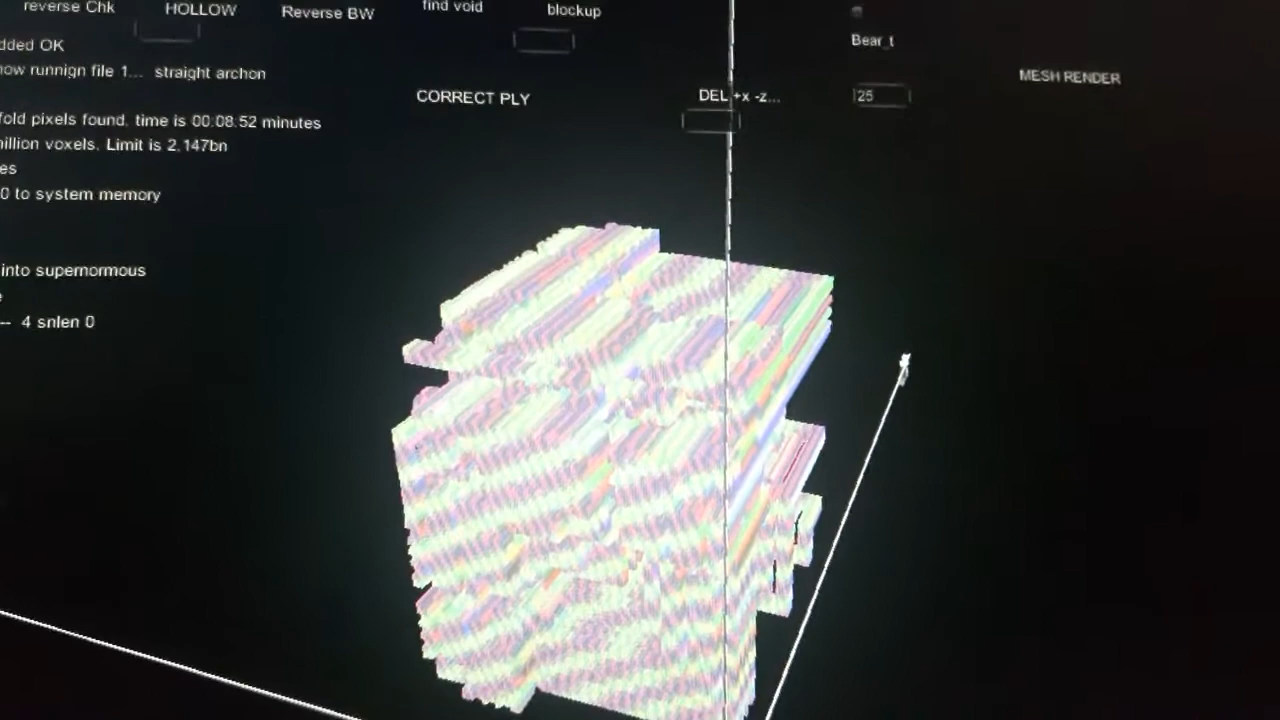 reverse Chk HOLLOW Reverse BW find void blockup
dded OK
Bear_t
now runnign file 1... straight archon
MESH RENDER
CORRECT PLY DEL +x -z... 25
fold pixels found. time is 00:08:52 minutes
nillion voxels. Limit is 2.147bn
es
0 to system memory
into supernormous
e
-- 4 snlen 0